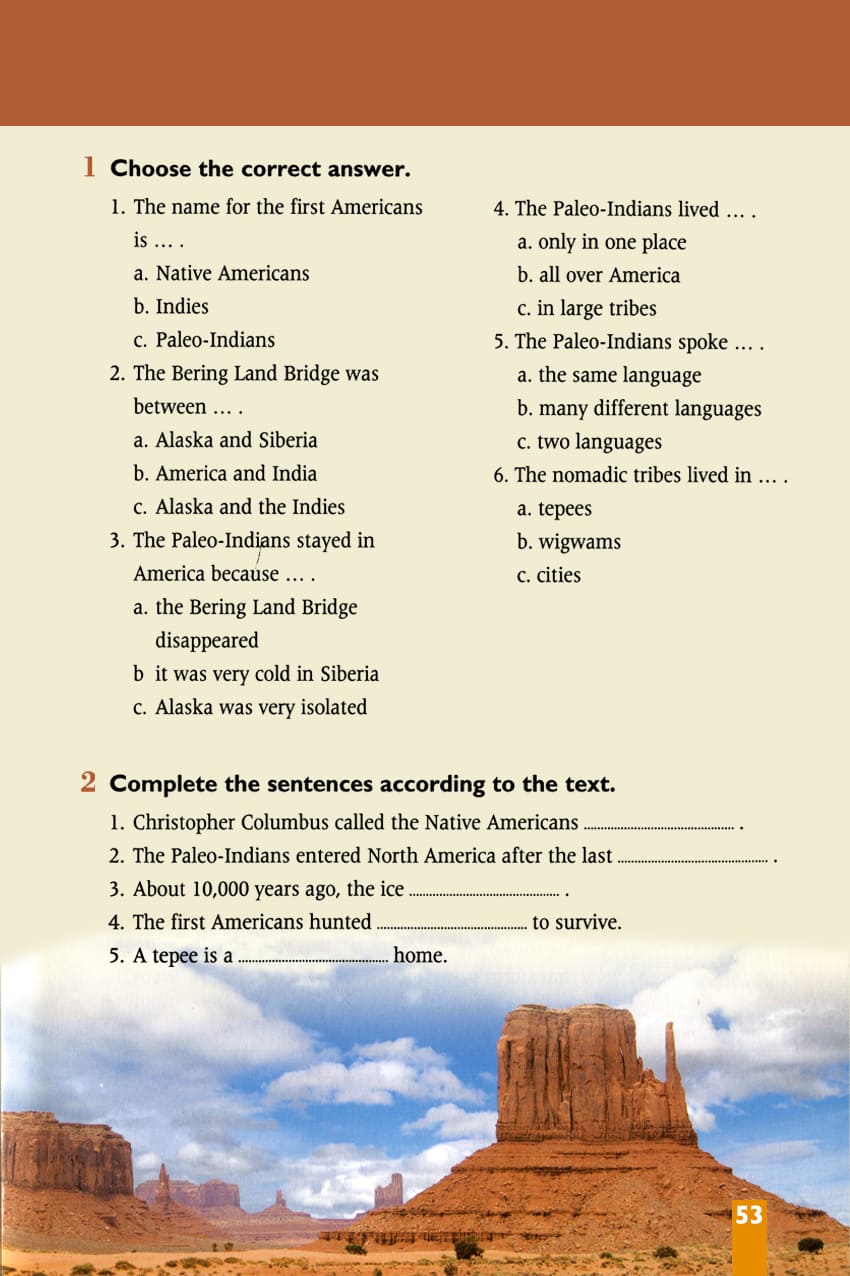 1 Choose the correct answer.
1. The name for the first Americans
is ... .
a. Native Americans
b. Indies
c. Paleo-Indians
2. The Bering Land Bridge was
between ... .
a. Alaska and Siberia
b. America and India
c. Alaska and the Indies
3. The Paleo-Indians stayed in
America because ... .
a. the Bering Land Bridge
disappeared
b it was very cold in Siberia
c. Alaska was very isolated
4. The Paleo-Indians lived ... .
a. only in one place
b. all over America
c. in large tribes
5. The Paleo-Indians spoke ... .
a. the same language
b. many different languages
c. two languages
6. The nomadic tribes lived in ... .
a. tepees
b. wigwams
c. cities
2 Complete the sentences according to the text.
1. Christopher Columbus called the Native Americans ............................................. .
2. The Paleo-Indians entered North America after the last ............................................. .
3. About 10,000 years ago, the ice ............................................. .
4. The first Americans hunted ............................................. to survive.
5. A tepee is a ............................................. home.
53